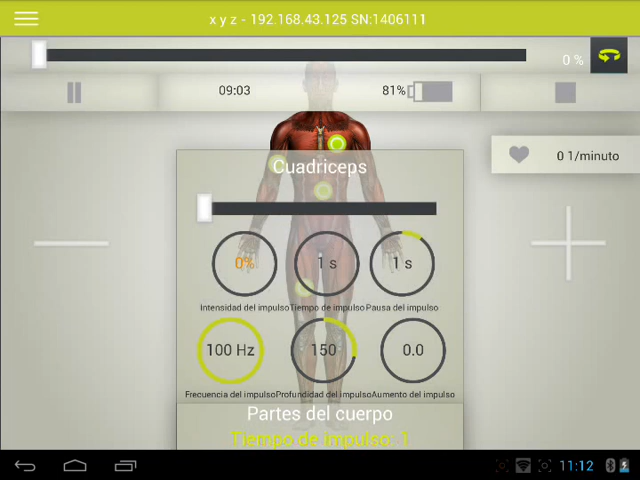 x y z - 192.168.43.125 SN:1406111
0 %
09:03
81%
0 1/minuto
Cuadriceps
0%
1 s
1 s
Intensidad del impulso
Tiempo de impulso
Pausa del impulso
100 Hz
150
0.0
Frecuencia del impulso
Profundidad del impulso
Aumento del impulso
Partes del cuerpo
Tiempo de impulso: 1
11:12